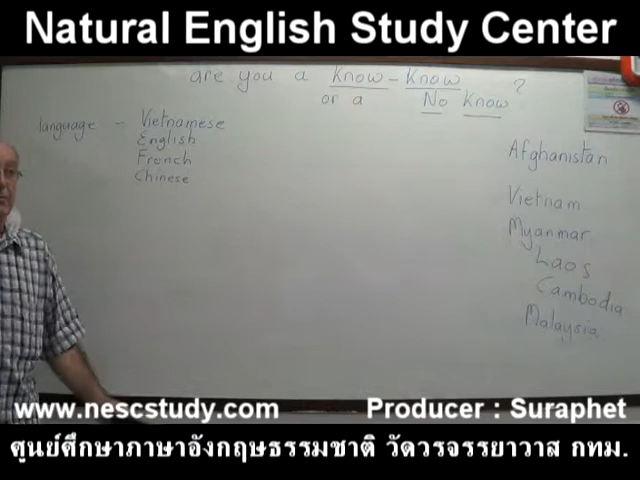 Natural English Study Center
are you a Know - Know ?
or a No Know
language - Vietnamese
English
French
Chinese
Afghanistan
Vietnam
Myanmar
Laos
Cambodia
Malaysia
www.nescstudy.com Producer : Suraphet
ศูนย์ศึกษาภาษาอังกฤษธรรมชาติ วัดวรจรรยาวาส กทม.